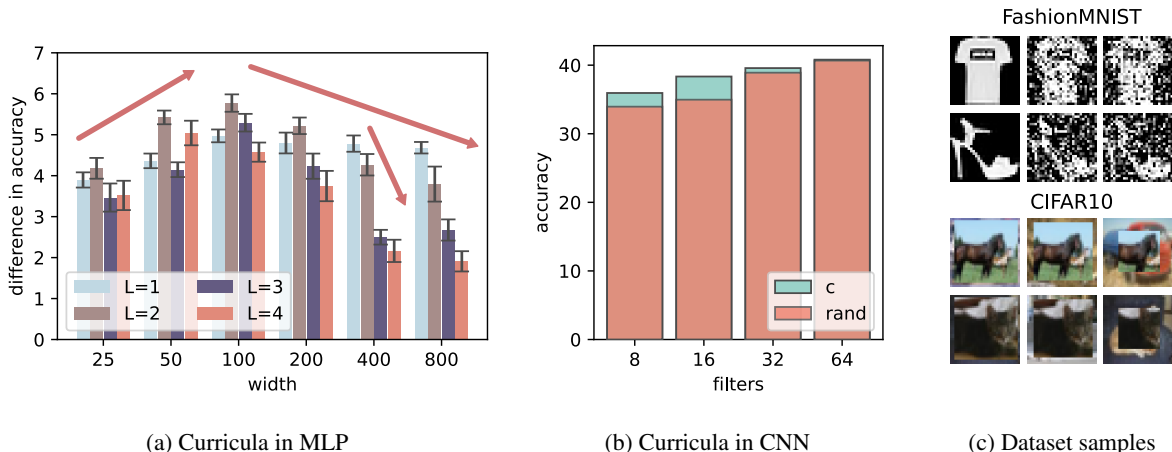 7
6
5
4
3
2
1
0
difference in accuracy
L=1
L=2
L=3
L=4
25 50 100 200 400 800
width
(a) Curricula in MLP
40
30
20
10
0
accuracy
c
rand
8 16 32 64
filters
(b) Curricula in CNN
FashionMNIST
CIFAR10
(c) Dataset samples